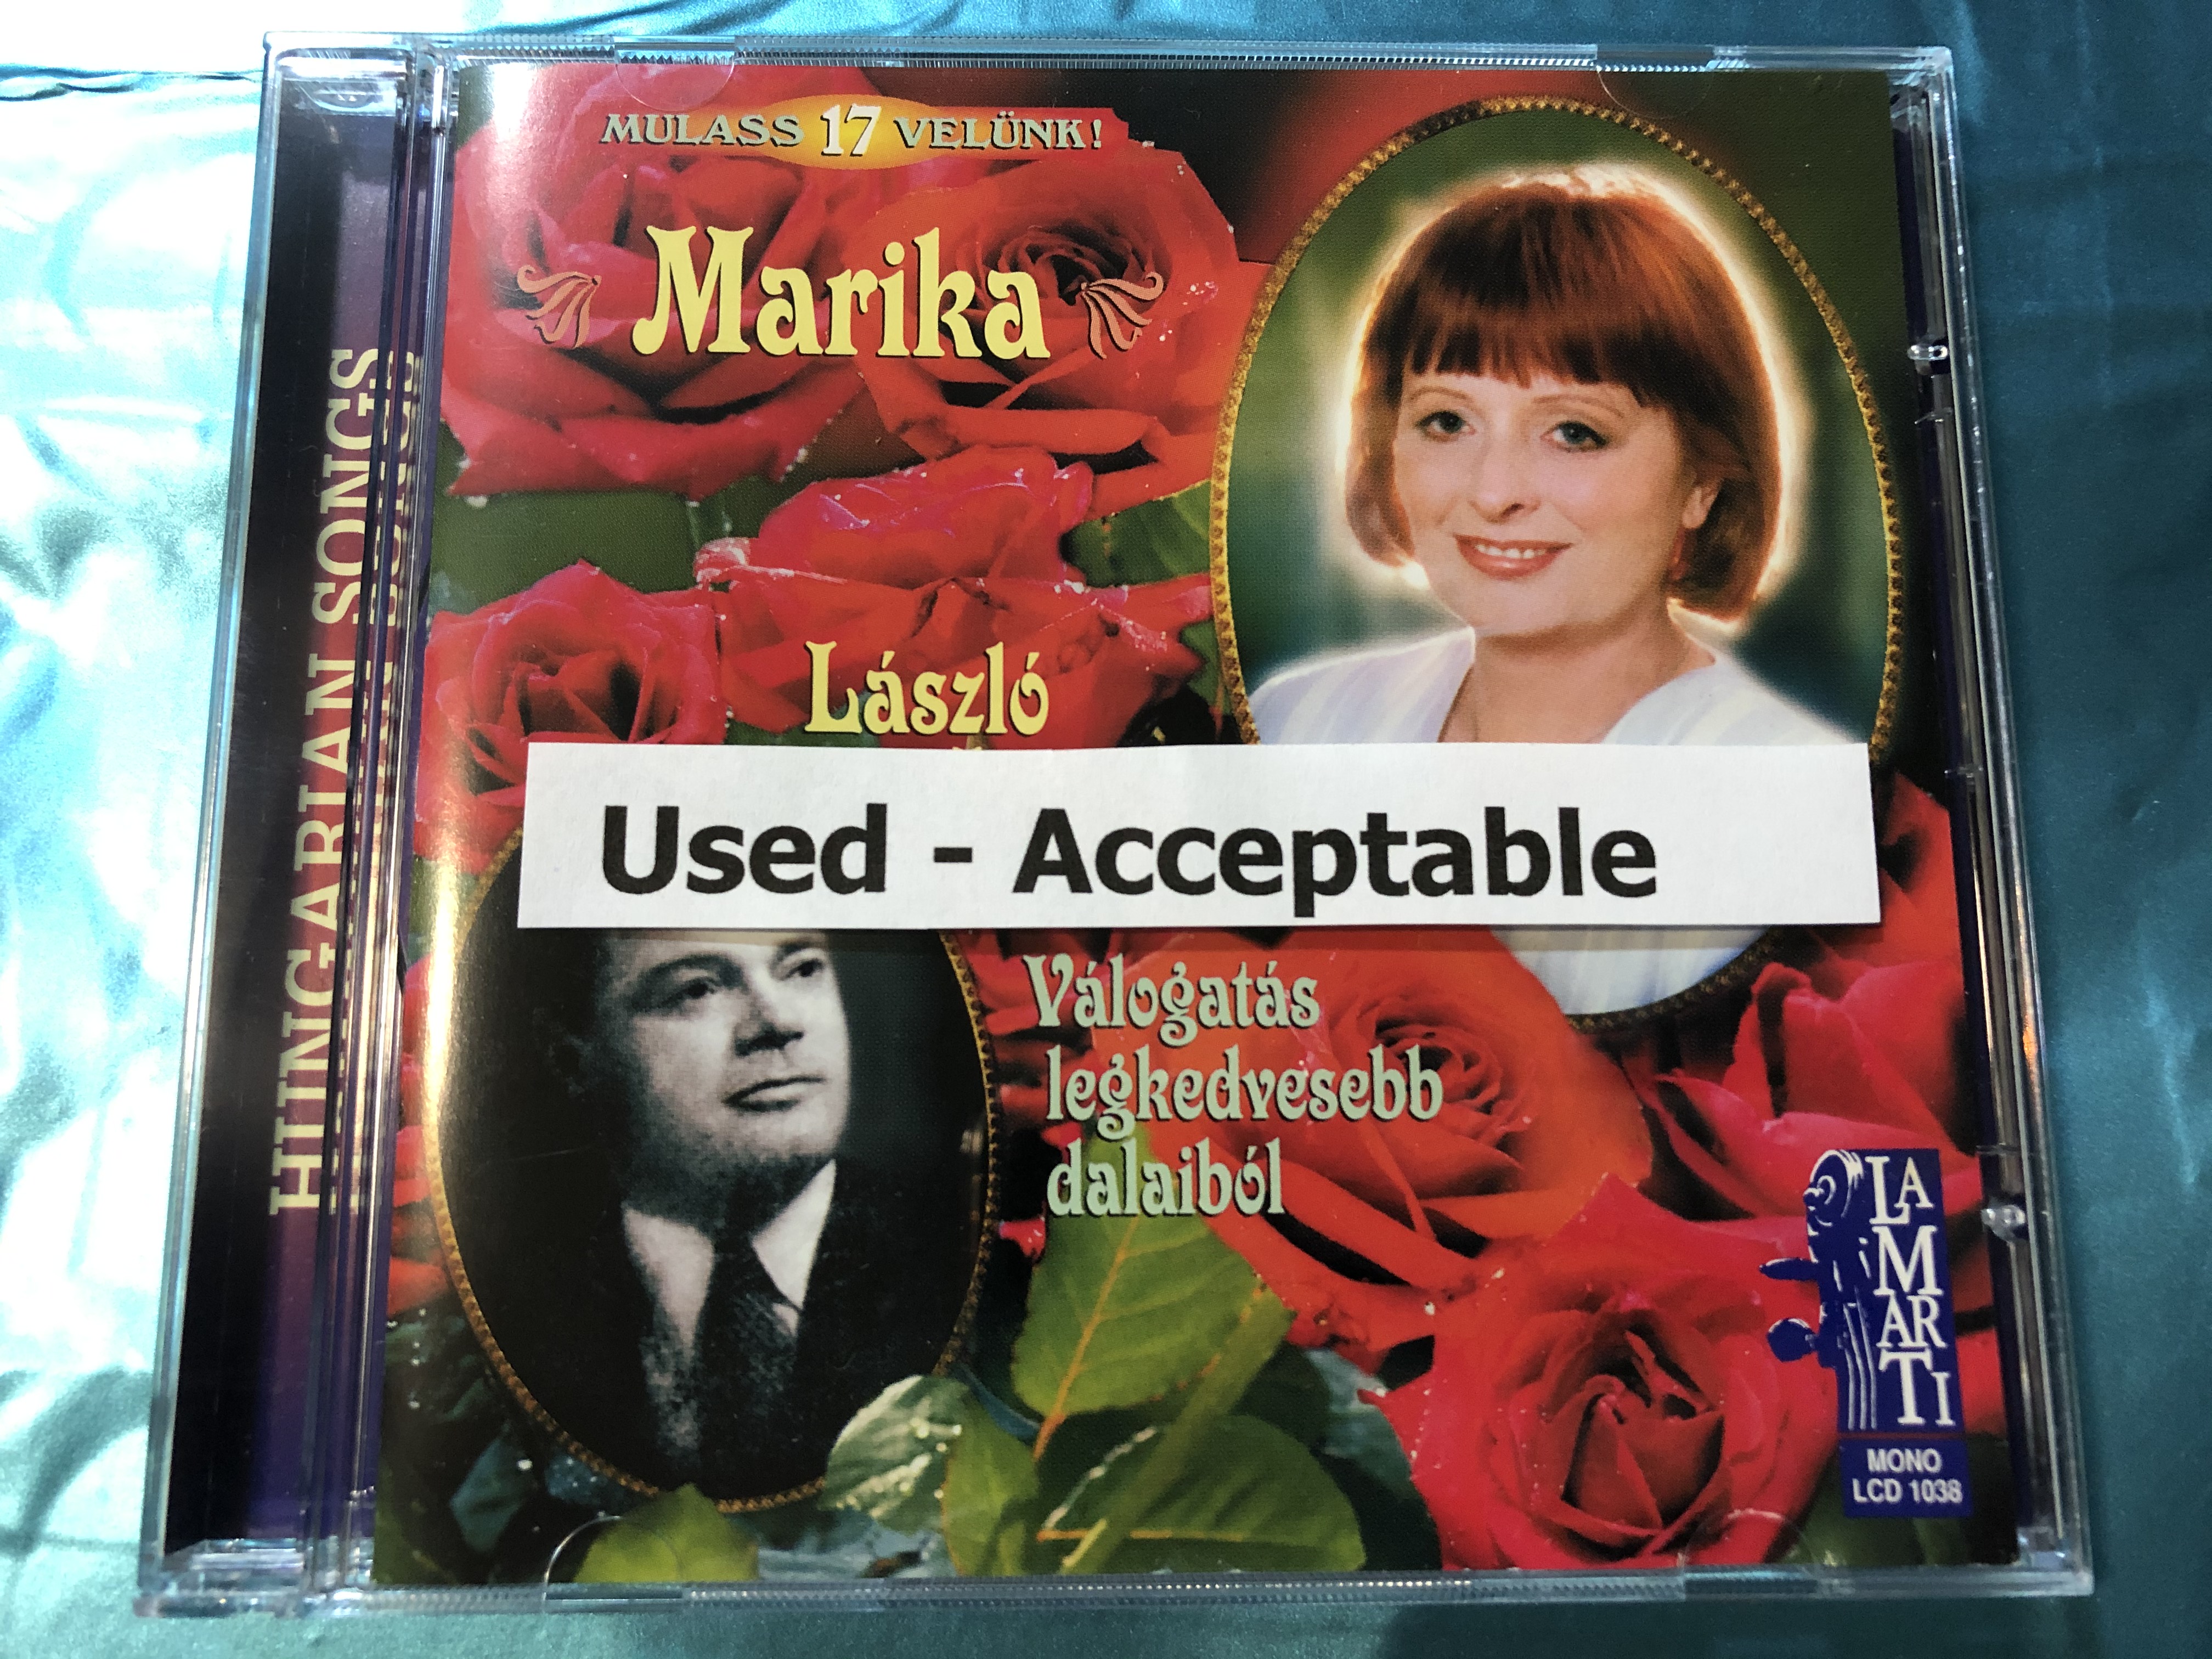 MULASS 17 VELÜNK!
Marika
László
Used - Acceptable
Válogatás
legkedvesebb
dalaiból
HUNGARIAN SONGS
LA
MAR
TI
MONO
LCD 1038